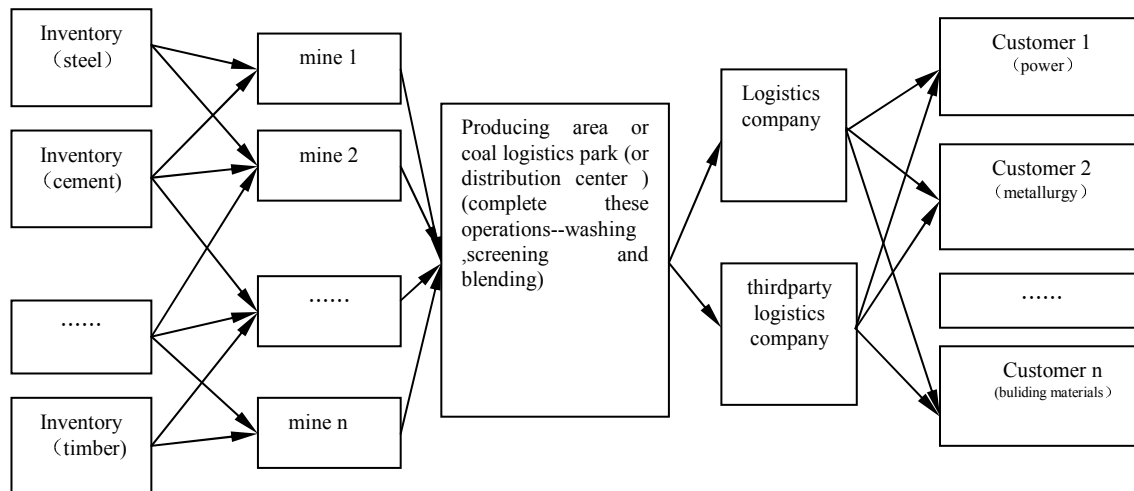 Inventory
（steel）
Inventory
（cement)
……
Inventory
（timber)
mine 1
mine 2
……
mine n
Producing area or
coal logistics park (or
distribution center )
(complete these
operations--washing
,screening and
blending)
Logistics
company
thirdparty
logistics
company
Customer 1
（power）
Customer 2
（metallurgy）
……
Customer n
(buliding materials）